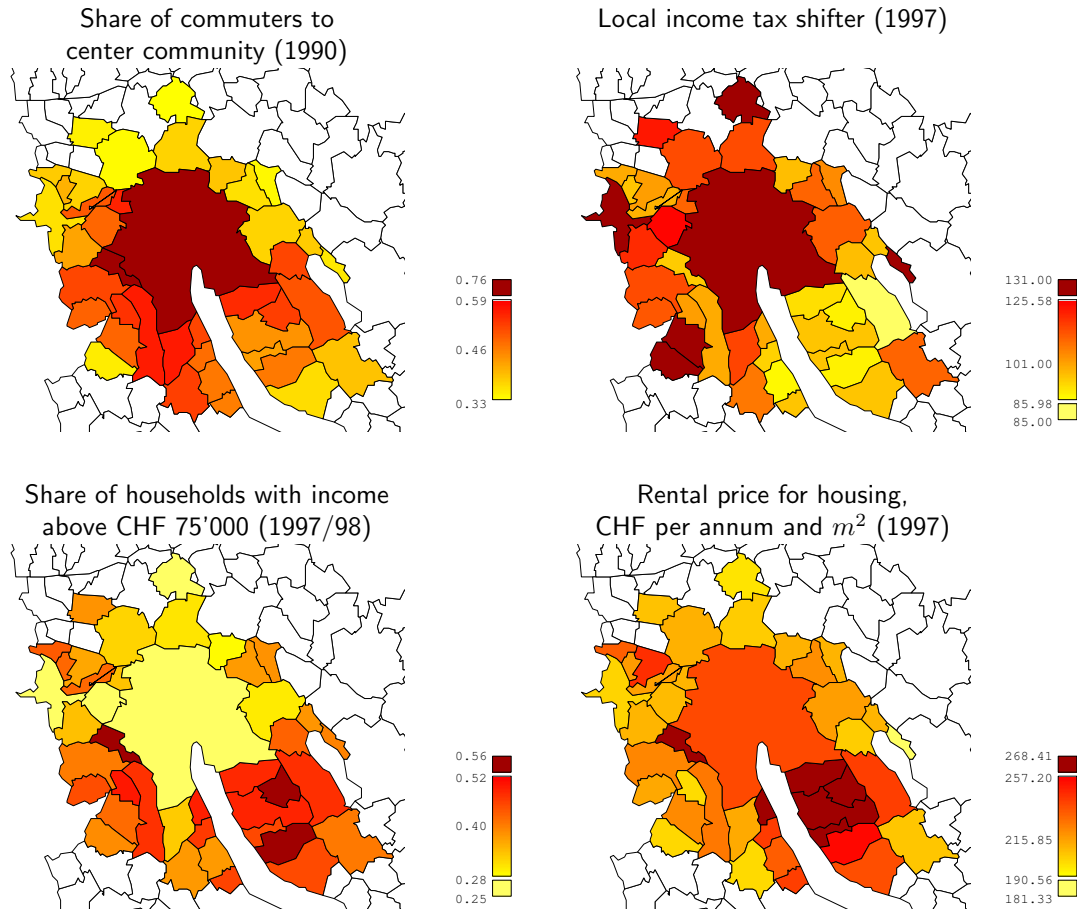 Share of commuters to
center community (1990)
0.76
0.59
0.46
0.33
Local income tax shifter (1997)
131.00
125.58
101.00
85.98
85.00
Share of households with income
above CHF 75'000 (1997/98)
0.56
0.52
0.40
0.28
0.25
Rental price for housing,
CHF per annum and m² (1997)
268.41
257.20
215.85
190.56
181.33